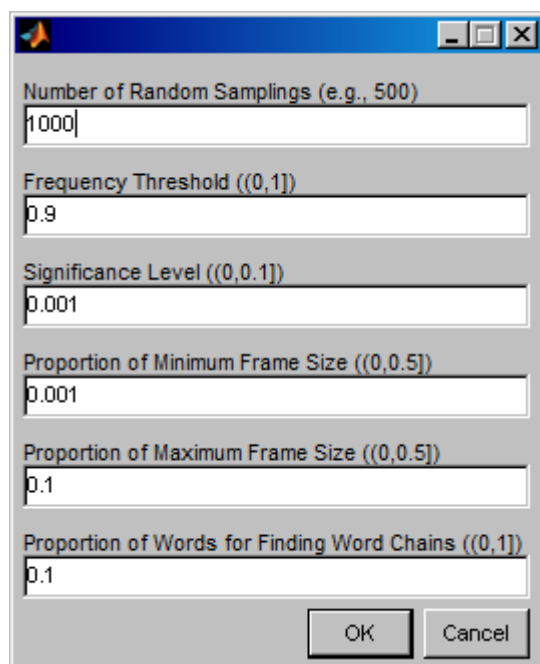 Number of Random Samplings (e.g., 500)
1000
Frequency Threshold ((0,1])
0.9
Significance Level ((0,0.1])
0.001
Proportion of Minimum Frame Size ((0,0.5])
0.001
Proportion of Maximum Frame Size ((0,0.5])
0.1
Proportion of Words for Finding Word Chains ((0,1])
0.1
OK Cancel